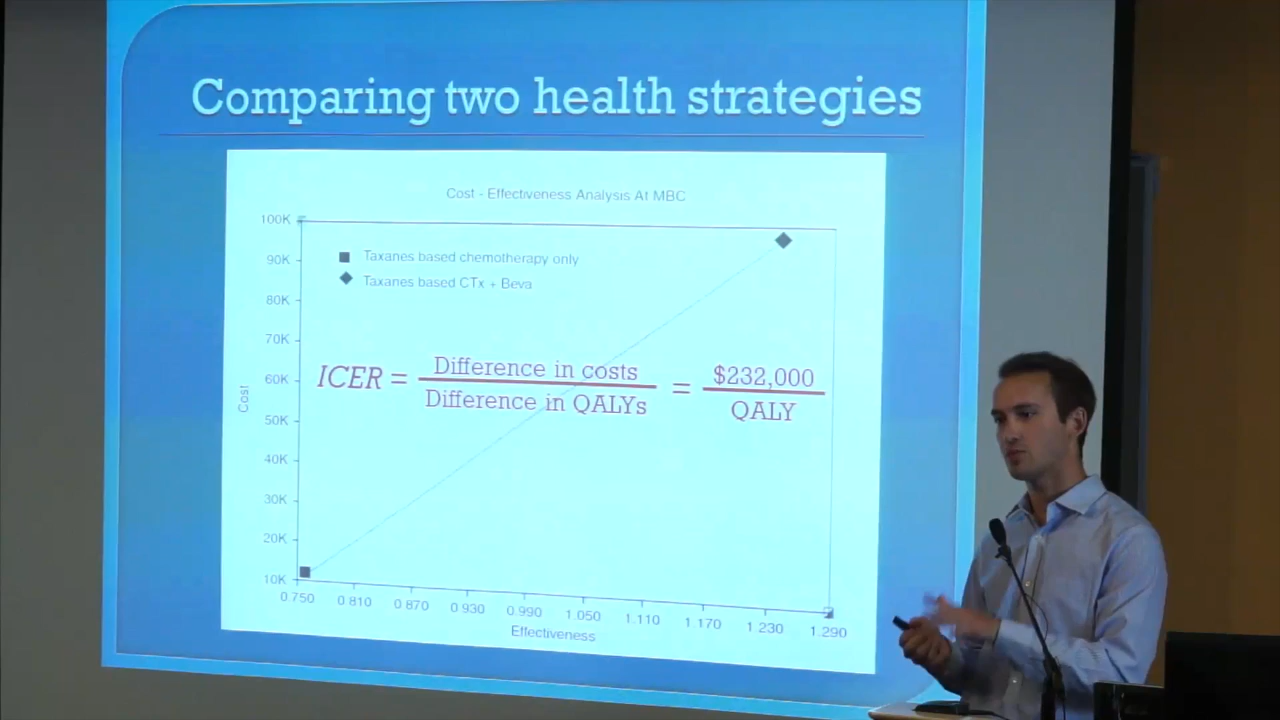 Comparing two health strategies
Cost - Effectiveness Analysis At MBC
100K
90K
80K
70K
60K
50K
40K
30K
20K
10K
Cost
Taxanes based chemotherapy only
Taxanes based CTx + Beva
ICER = Difference in costs / Difference in QALYs = $232,000 / QALY
0.750 0.810 0.870 0.930 0.990 1.050 1.110 1.170 1.230 1.290
Effectiveness